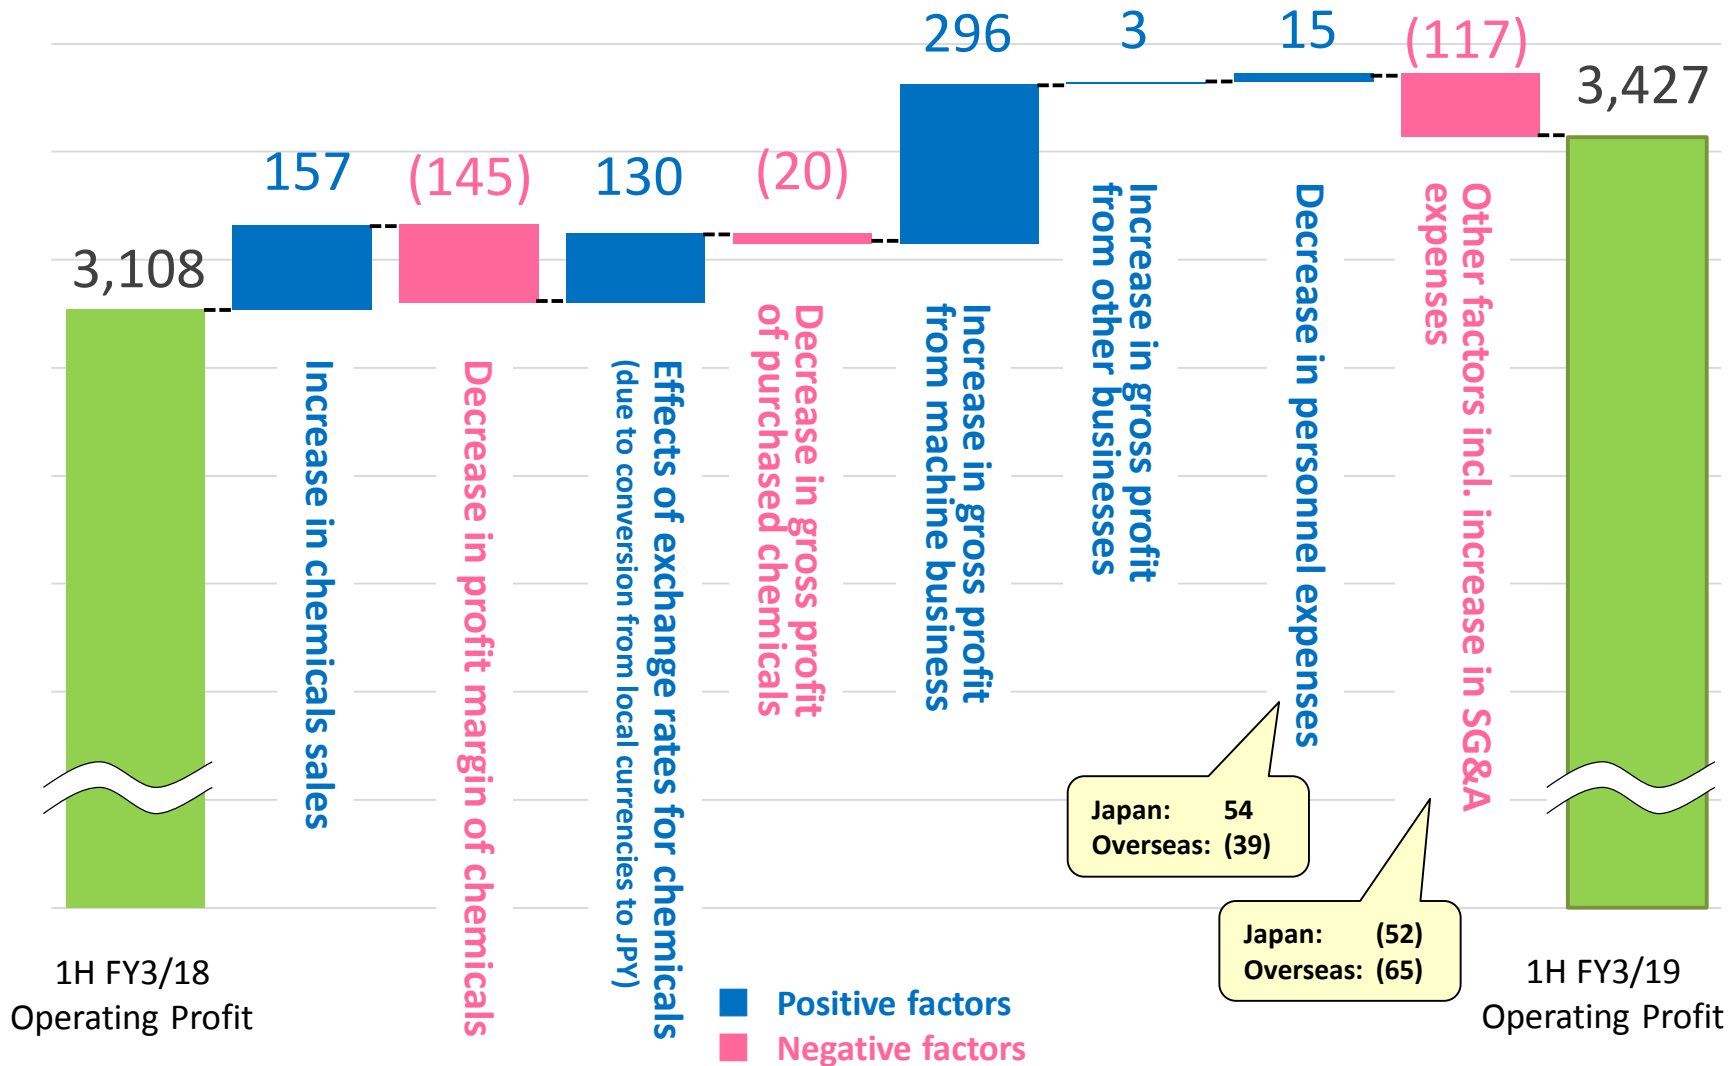 3,108
157
(145)
130
(20)
296
3
15
(117)
3,427
Increase in chemicals sales
Decrease in profit margin of chemicals
Effects of exchange rates for chemicals
(due to conversion from local currencies to JPY)
Decrease in gross profit
of purchased chemicals
Increase in gross profit
from machine business
Increase in gross profit
from other businesses
Decrease in personnel expenses
Other factors incl. increase in SG&A
expenses
Japan: 54
Overseas: (39)
Japan: (52)
Overseas: (65)
1H FY3/18
Operating Profit
1H FY3/19
Operating Profit
Positive factors
Negative factors